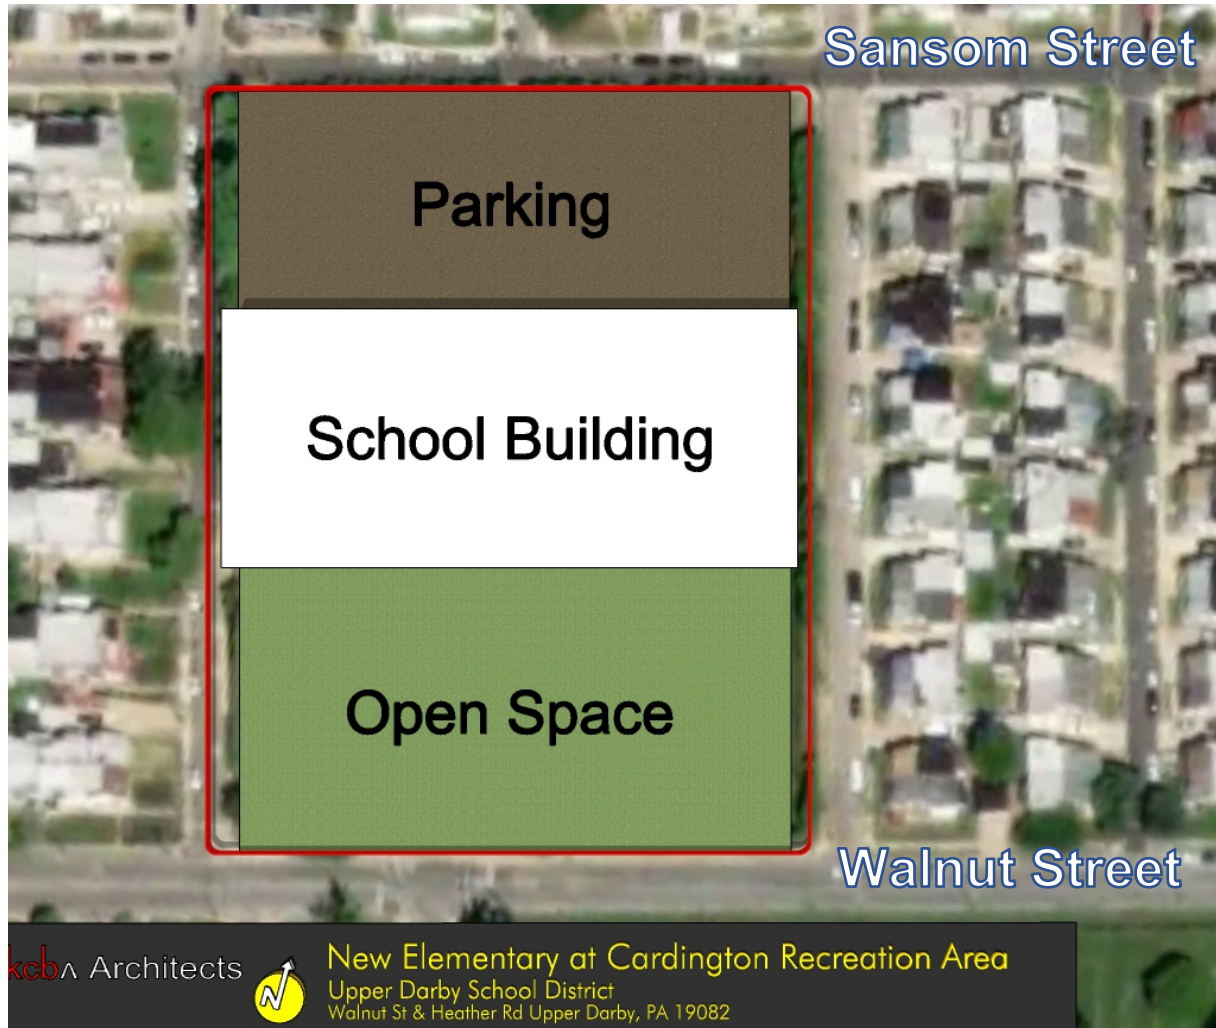 Sansom Street
Parking
School Building
Open Space
Walnut Street
kcbʌ Architects
N
New Elementary at Cardington Recreation Area
Upper Darby School District
Walnut St & Heather Rd Upper Darby, PA 19082